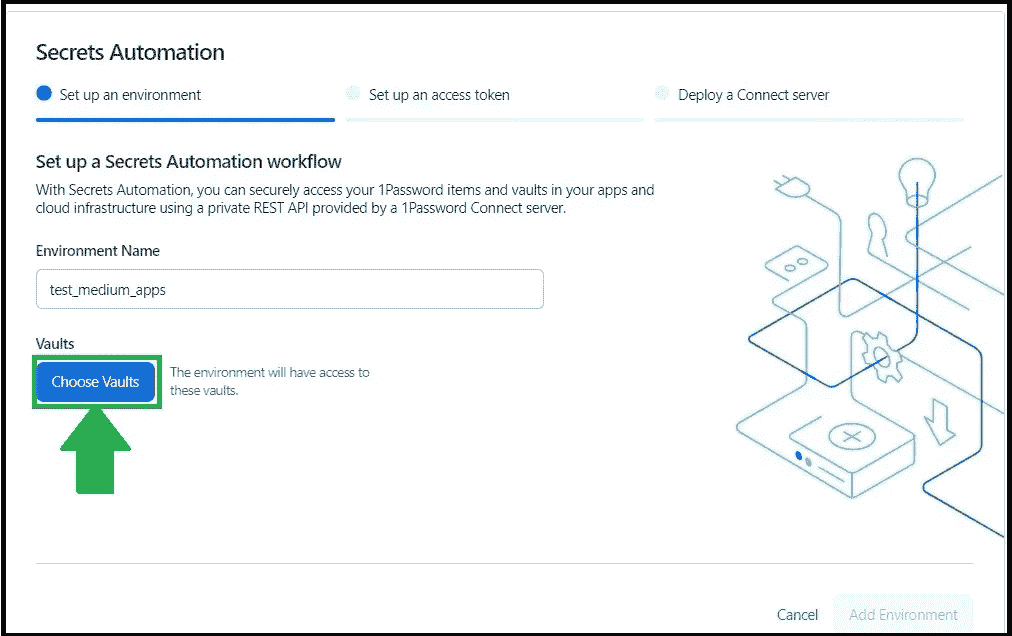 Secrets Automation
Set up an environment
Set up an access token
Deploy a Connect server
Set up a Secrets Automation workflow
With Secrets Automation, you can securely access your 1Password items and vaults in your apps and
cloud infrastructure using a private REST API provided by a 1Password Connect server.
Environment Name
test_medium_apps
Vaults
Choose Vaults
The environment will have access to
these vaults.
Cancel
Add Environment